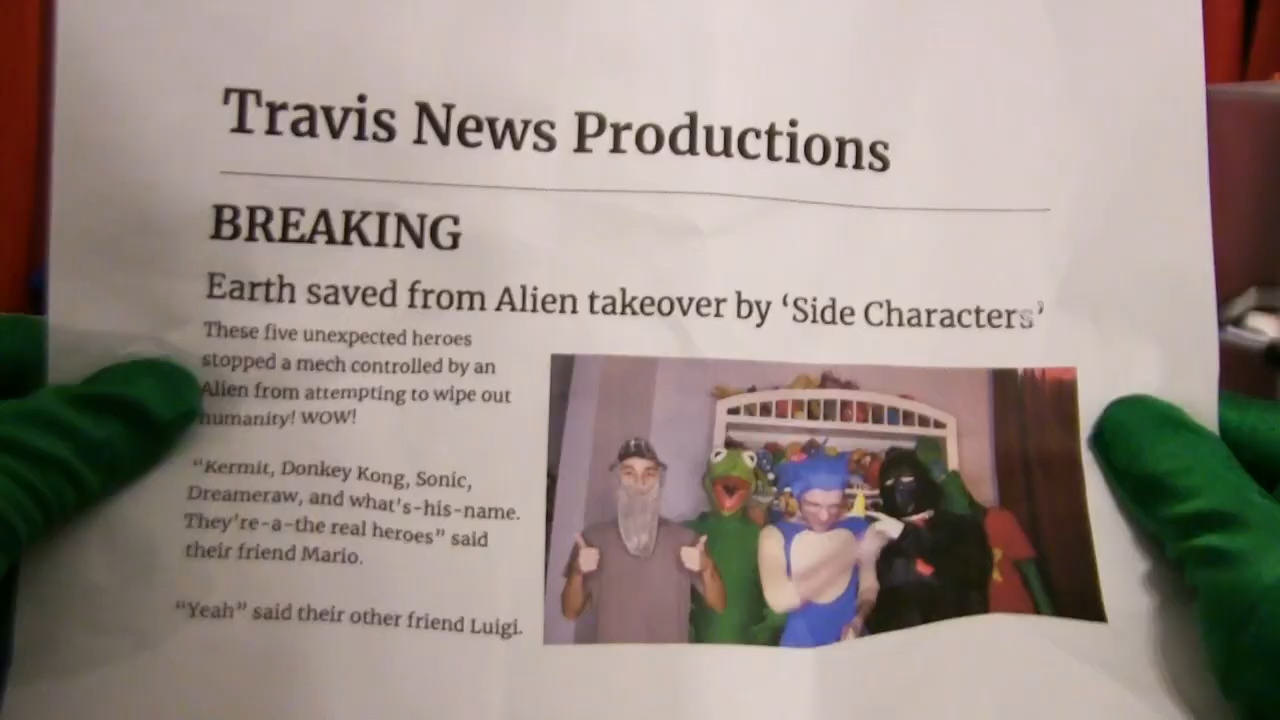 Travis News Productions
BREAKING
Earth saved from Alien takeover by ‘Side Characters’
These five unexpected heroes
stopped a mech controlled by an
Alien from attempting to wipe out
humanity! WOW!
“Kermit, Donkey Kong, Sonic,
Dreameraw, and what's-his-name.
They're-a-the real heroes” said
their friend Mario.
“Yeah” said their other friend Luigi.